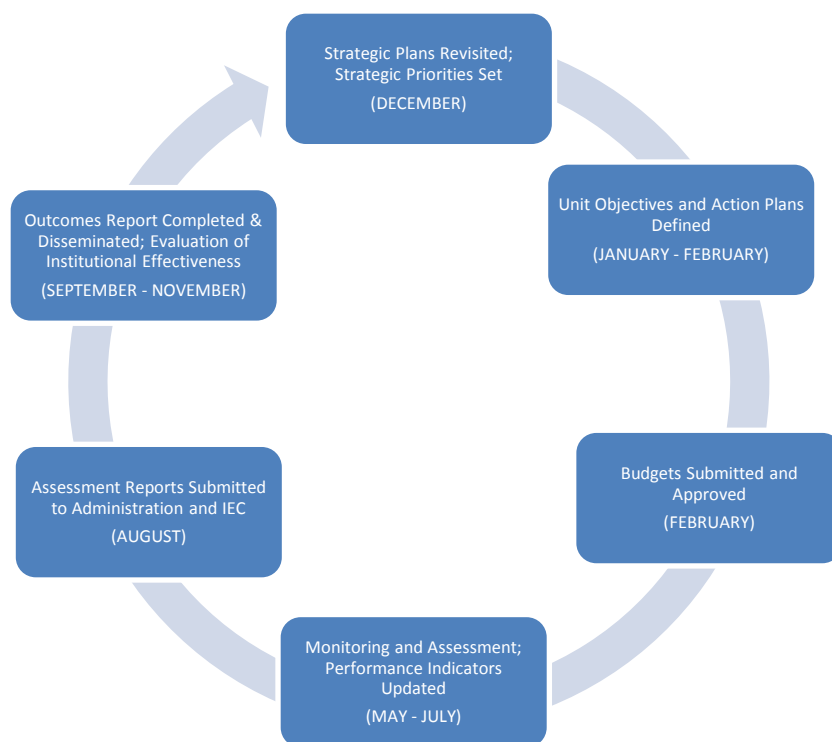 Strategic Plans Revisited;
Strategic Priorities Set
(DECEMBER)
Unit Objectives and Action Plans
Defined
(JANUARY - FEBRUARY)
Budgets Submitted and
Approved
(FEBRUARY)
Monitoring and Assessment;
Performance Indicators
Updated
(MAY - JULY)
Assessment Reports Submitted
to Administration and IEC
(AUGUST)
Outcomes Report Completed &
Disseminated; Evaluation of
Institutional Effectiveness
(SEPTEMBER - NOVEMBER)